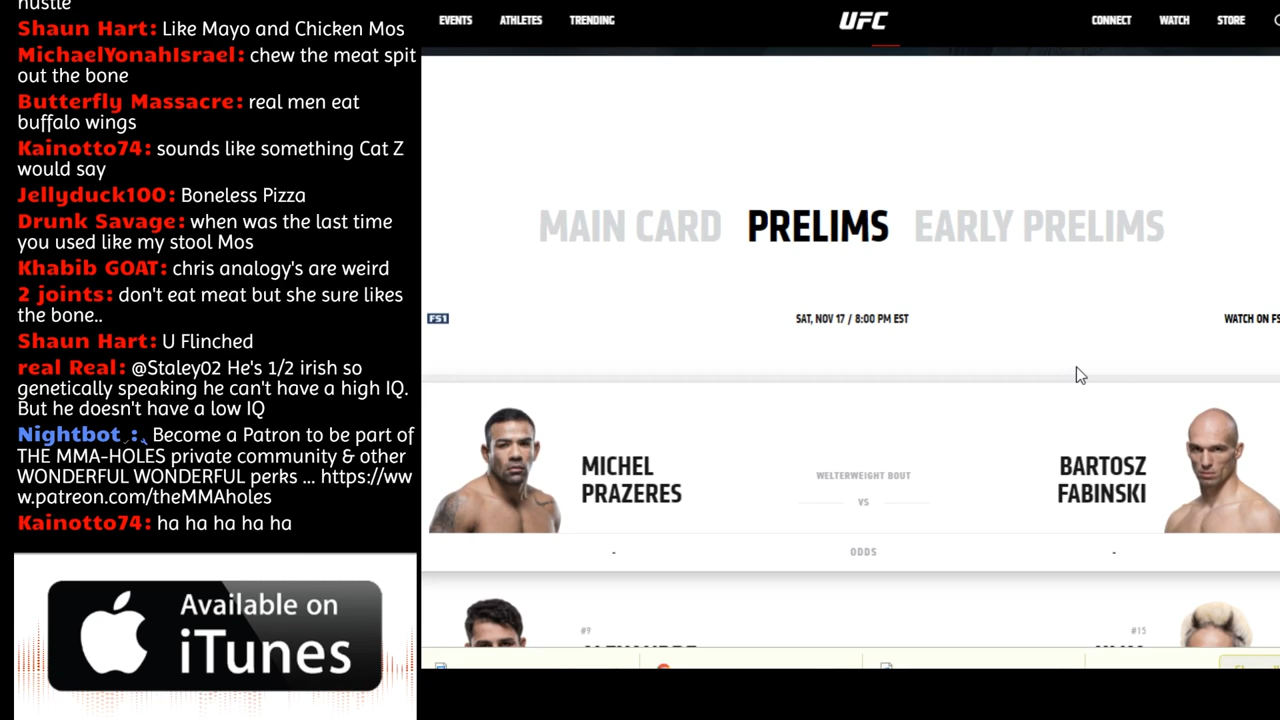 hustle
Shaun Hart: Like Mayo and Chicken Mos
MichaelYonahIsrael: chew the meat spit
out the bone
Butterfly Massacre: real men eat
buffalo wings
Kainotto74: sounds like something Cat Z
would say
Jellyduck100: Boneless Pizza
Drunk Savage: when was the last time
you used like my stool Mos
Khabib GOAT: chris analogy's are weird
2 joints: don't eat meat but she sure likes
the bone..
Shaun Hart: U Flinched
real Real: @Staley02 He's 1/2 irish so
genetically speaking he can't have a high IQ.
But he doesn't have a low IQ
Nightbot : Become a Patron to be part of
THE MMA-HOLES private community & other
WONDERFUL WONDERFUL perks ... https://ww
w.patreon.com/theMMAholes
Kainotto74: ha ha ha ha ha
Available on
iTunes
EVENTS ATHLETES TRENDING UFC CONNECT WATCH STORE
MAIN CARD PRELIMS EARLY PRELIMS
FS1 SAT, NOV 17 / 8:00 PM EST WATCH ON FS
MICHEL
PRAZERES
WELTERWEIGHT BOUT
VS
BARTOSZ
FABINSKI
- ODDS -
#9 #15